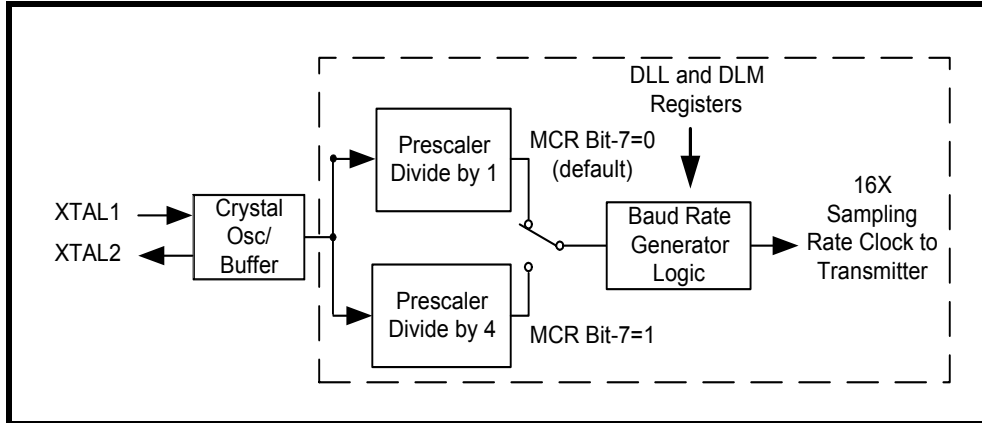 XTAL1
XTAL2
Crystal
Osc/
Buffer
Prescaler
Divide by 1
Prescaler
Divide by 4
MCR Bit-7=0
(default)
MCR Bit-7=1
DLL and DLM
Registers
Baud Rate
Generator
Logic
16X
Sampling
Rate Clock to
Transmitter